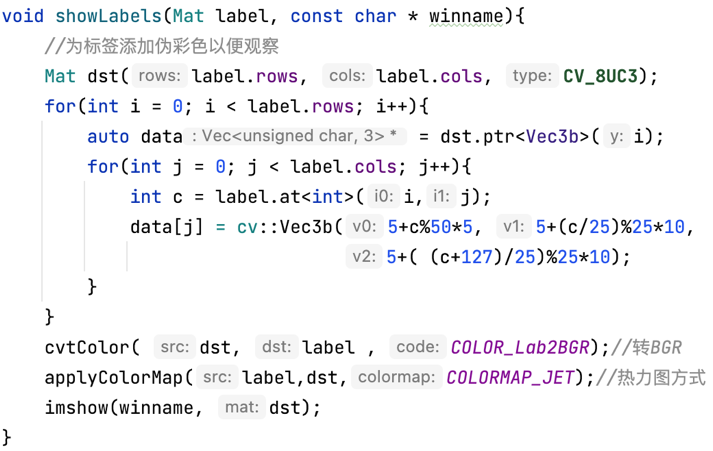 void showLabels(Mat label, const char * winname){
//为标签添加伪彩色以便观察
Mat dst( rows: label.rows, cols: label.cols, type: CV_8UC3);
for(int i = 0; i < label.rows; i++){
auto data : Vec<unsigned char, 3> * = dst.ptr<Vec3b>( y: i);
for(int j = 0; j < label.cols; j++){
int c = label.at<int>( i0: i, i1: j);
data[j] = cv::Vec3b( v0: 5+c%50*5, v1: 5+(c/25)%25*10,
v2: 5+( (c+127)/25)%25*10);
}
}
cvtColor( src: dst, dst: label , code: COLOR_Lab2BGR);//转BGR
applyColorMap( src: label,dst, colormap: COLORMAP_JET);//热力图方式
imshow(winname, mat: dst);
}